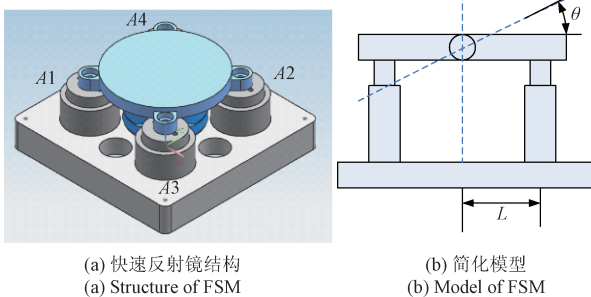 A4
A1
A2
A3
θ
L
(a) 快速反射镜结构
(a) Structure of FSM
(b) 简化模型
(b) Model of FSM